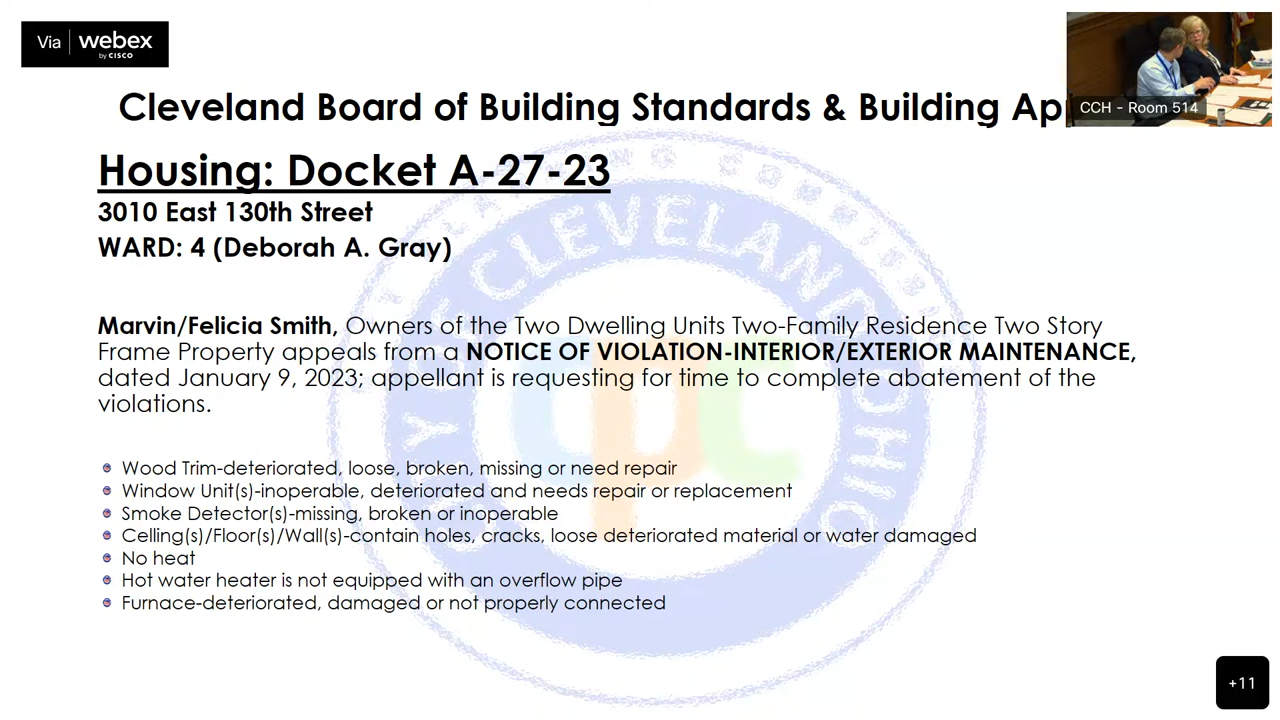 Via webex
by CISCO
Cleveland Board of Building Standards & Building Ap
CCH - Room 514
Housing: Docket A-27-23
3010 East 130th Street
WARD: 4 (Deborah A. Gray)
Marvin/Felicia Smith, Owners of the Two Dwelling Units Two-Family Residence Two Story
Frame Property appeals from a NOTICE OF VIOLATION-INTERIOR/EXTERIOR MAINTENANCE,
dated January 9, 2023; appellant is requesting for time to complete abatement of the
violations.
Wood Trim-deteriorated, loose, broken, missing or need repair
Window Unit(s)-inoperable, deteriorated and needs repair or replacement
Smoke Detector(s)-missing, broken or inoperable
Celling(s)/Floor(s)/Wall(s)-contain holes, cracks, loose deteriorated material or water damaged
No heat
Hot water heater is not equipped with an overflow pipe
Furnace-deteriorated, damaged or not properly connected
CITY OF CLEVELAND OHIO
cpc
+11